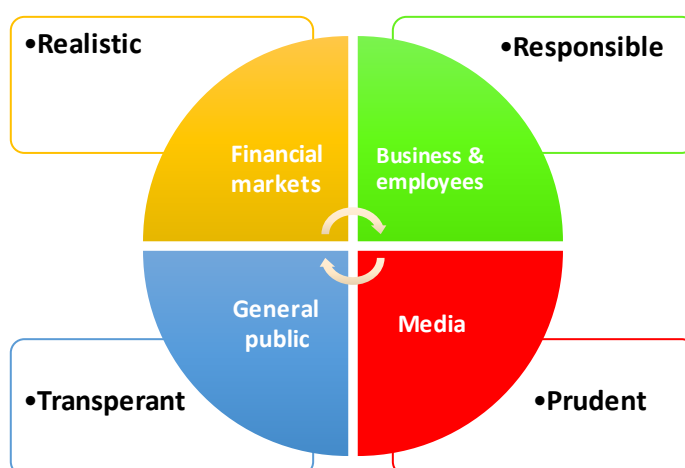 •Realistic
•Responsible
Financial
markets
Business &
employees
General
public
Media
•Transperant
•Prudent